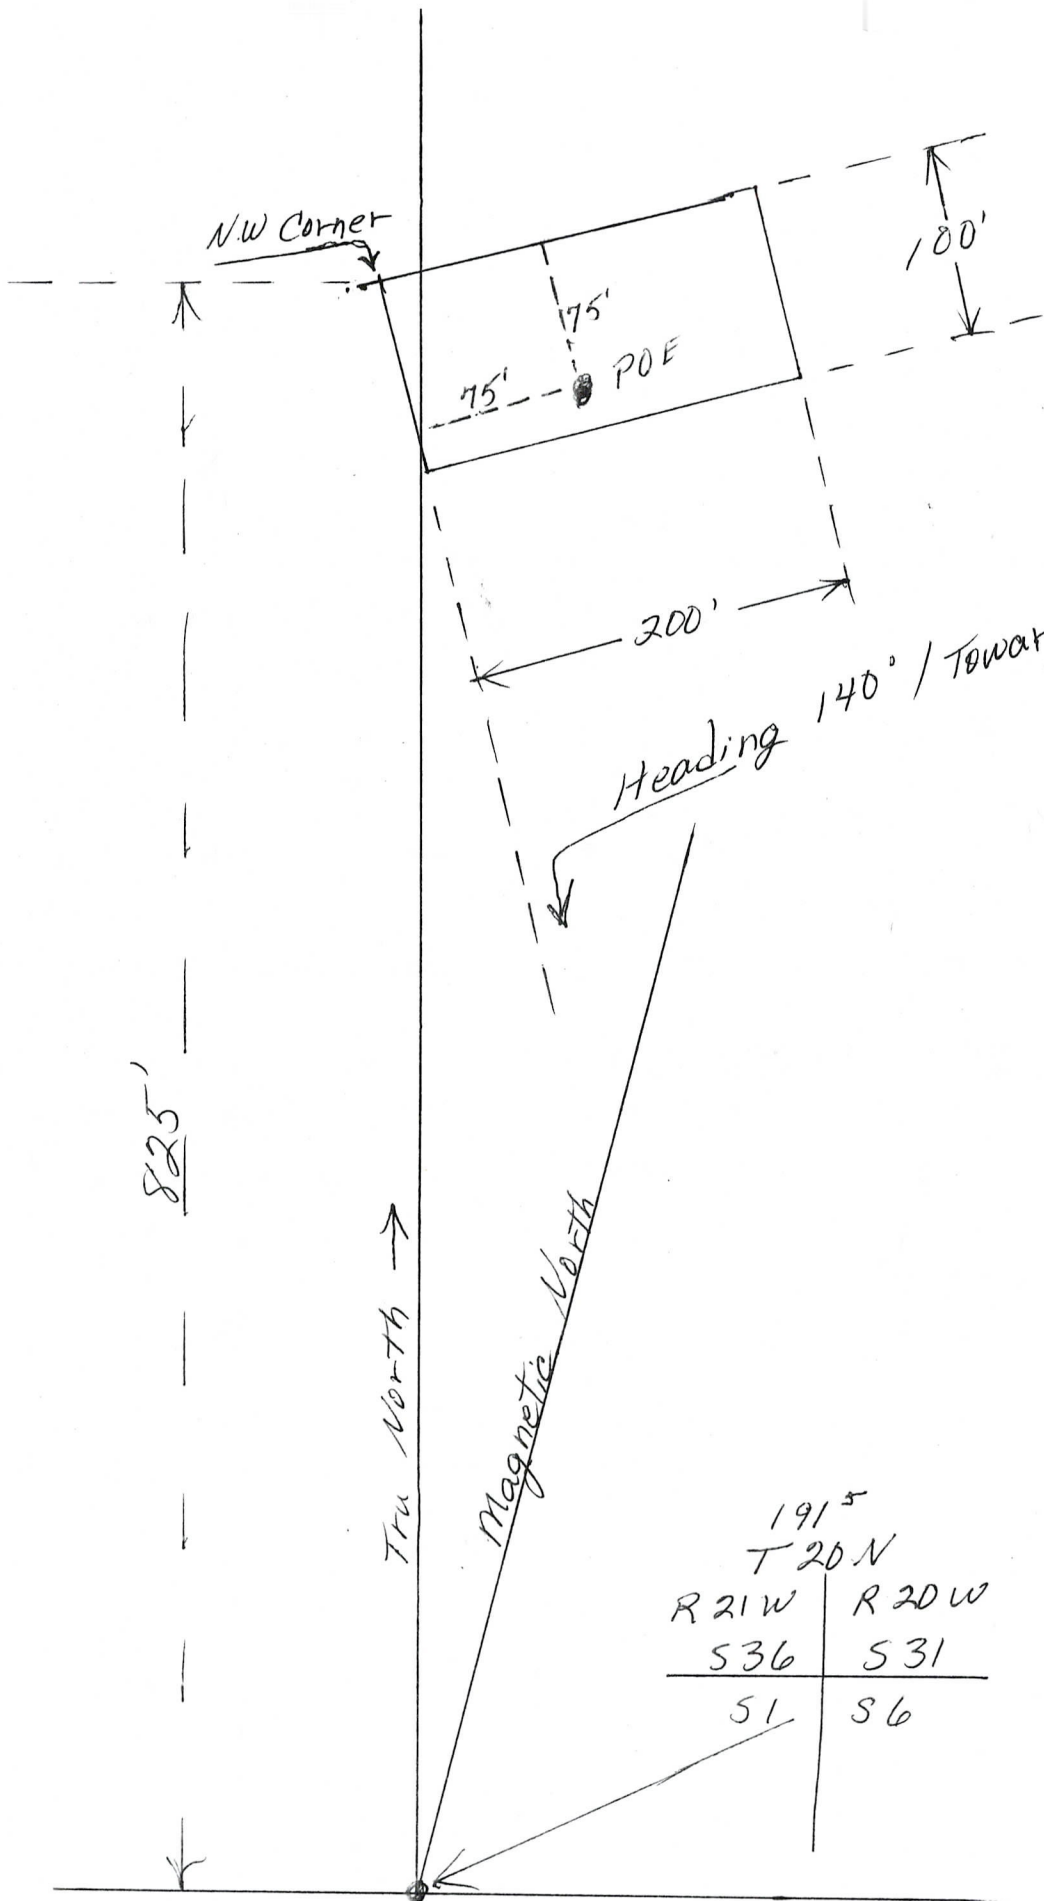 N.W Corner
100'
75'
75'
POE
200'
Heading 140° / Towar
825'
Tru North →
Magnetic North
T 20 N
R 21 W R 20 W
S 36 S 31
S 1 S 6